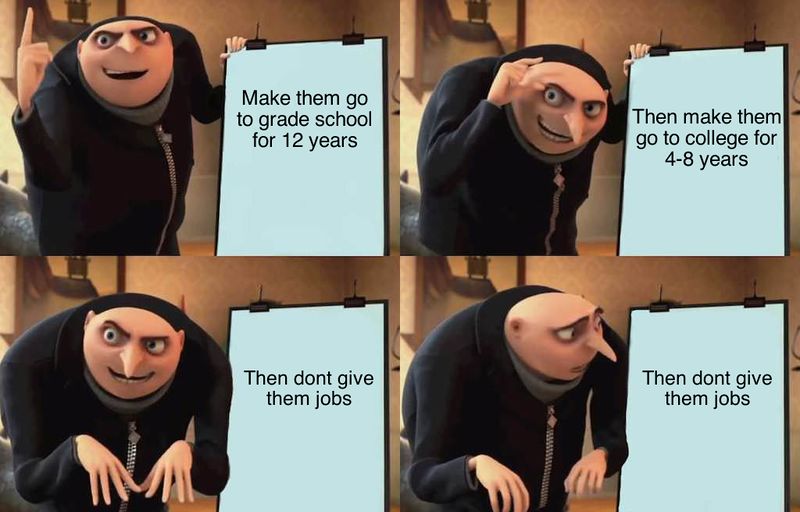 Make them go
to grade school
for 12 years
Then make them
go to college for
4-8 years
Then dont give
them jobs
Then dont give
them jobs